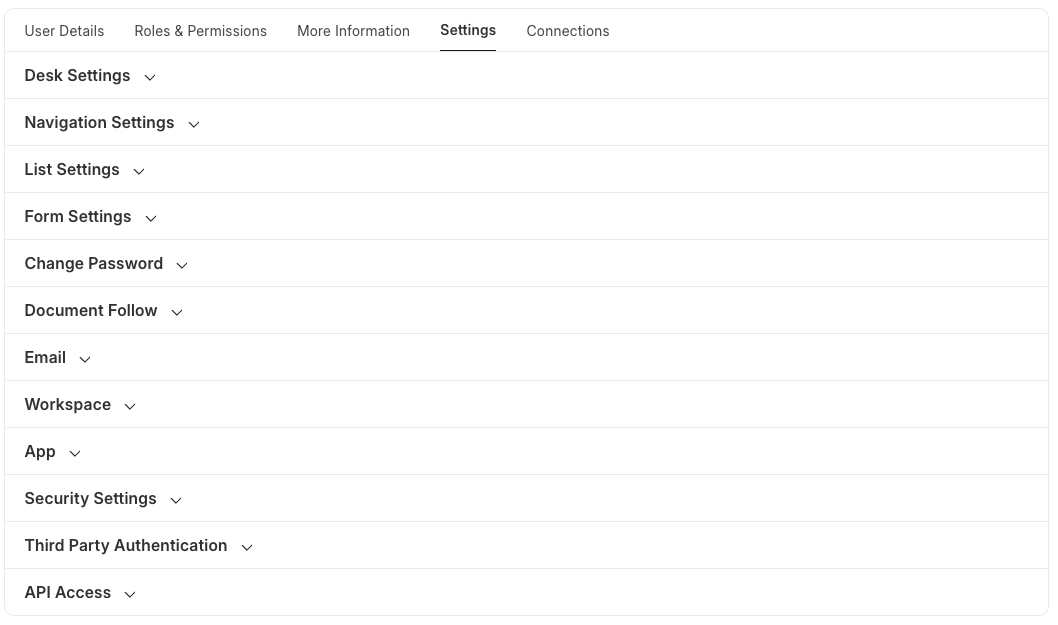 User Details Roles & Permissions More Information Settings Connections
Desk Settings
Navigation Settings
List Settings
Form Settings
Change Password
Document Follow
Email
Workspace
App
Security Settings
Third Party Authentication
API Access